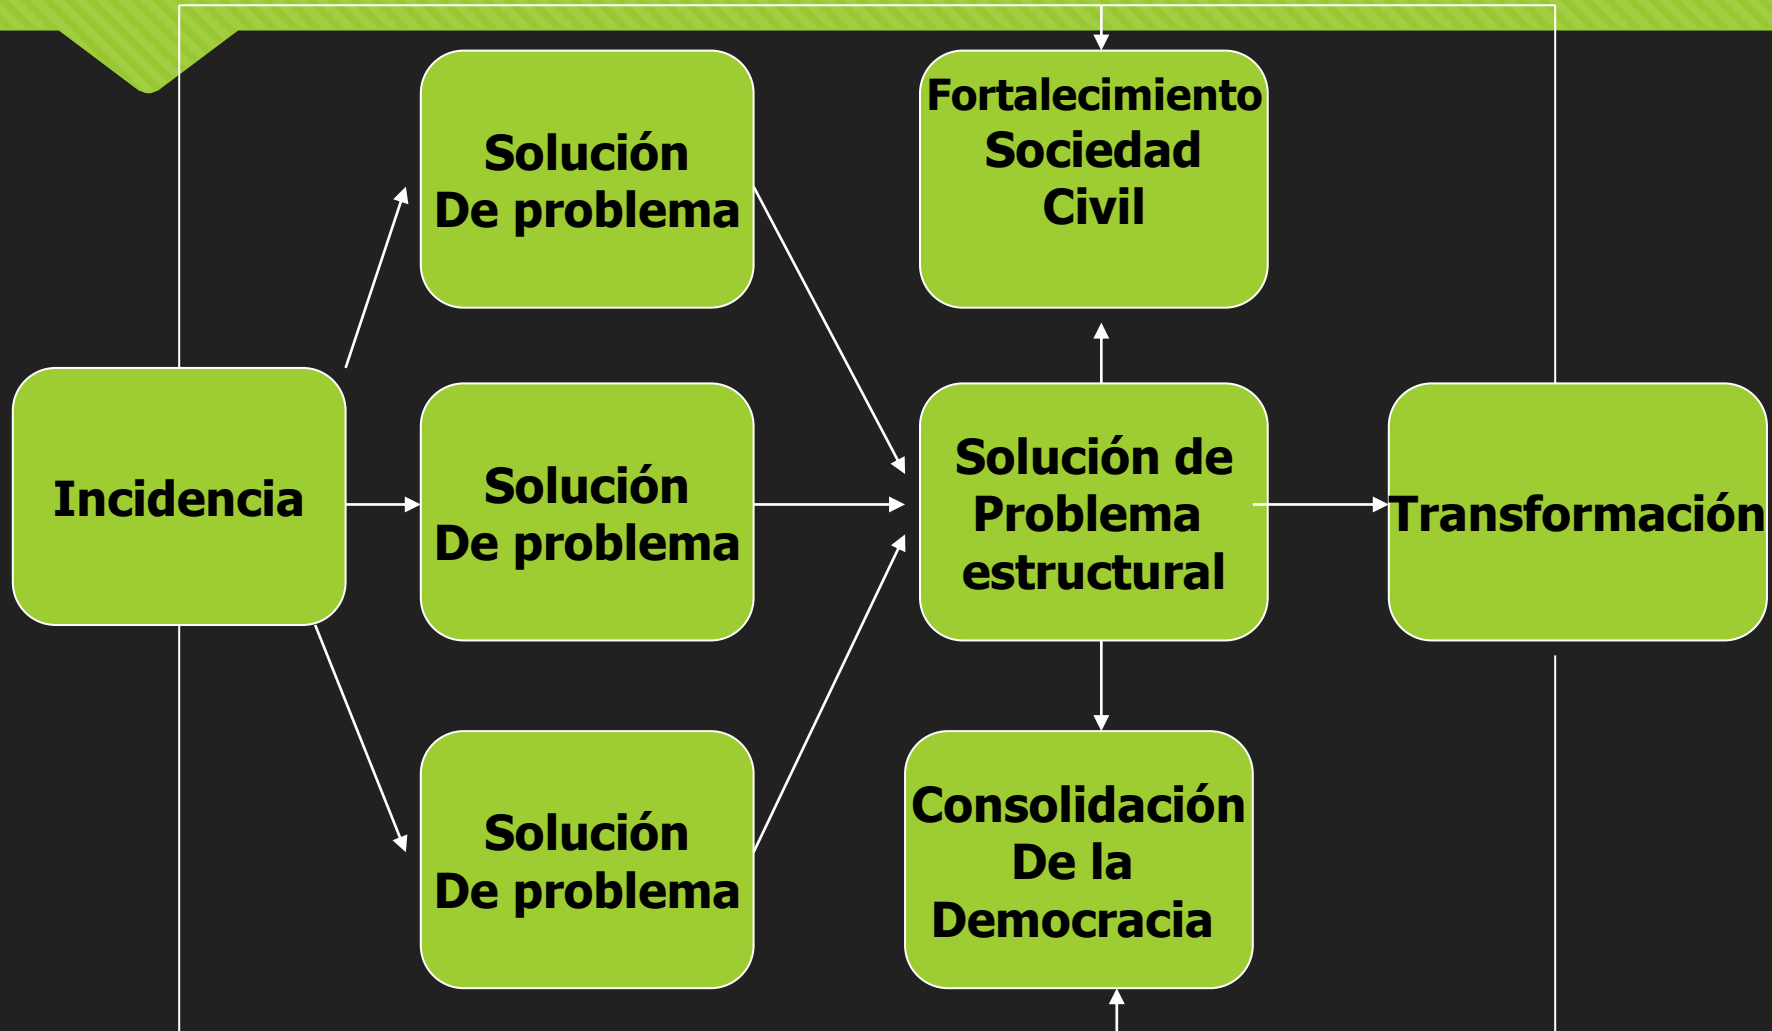 Incidencia
Solución
De problema
Solución
De problema
Solución
De problema
Fortalecimiento
Sociedad
Civil
Solución de
Problema
estructural
Consolidación
De la
Democracia
Transformación